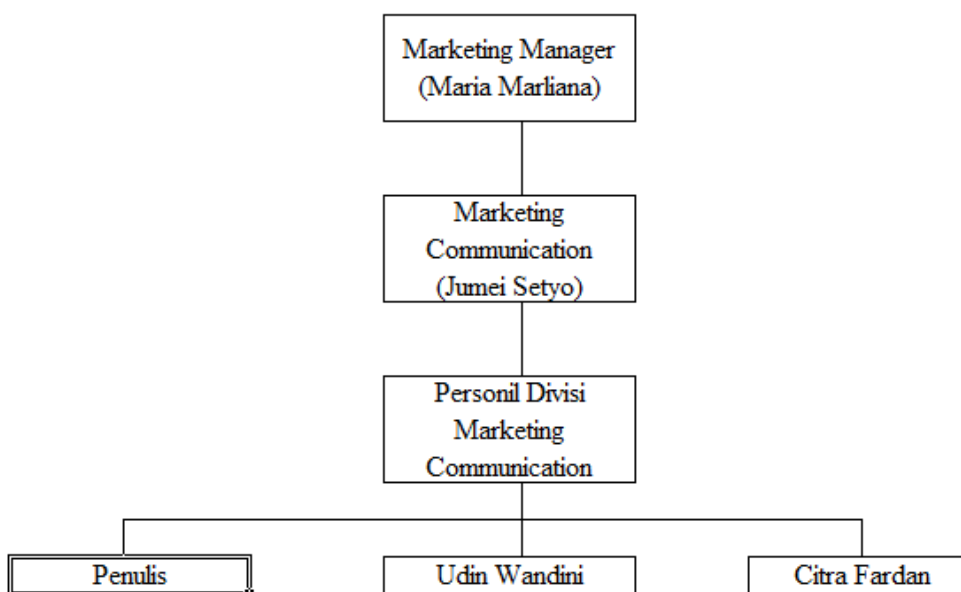 Marketing Manager
(Maria Marliana)
Marketing
Communication
(Jumei Setyo)
Personil Divisi
Marketing
Communication
Penulis
Udin Wandini
Citra Fardan